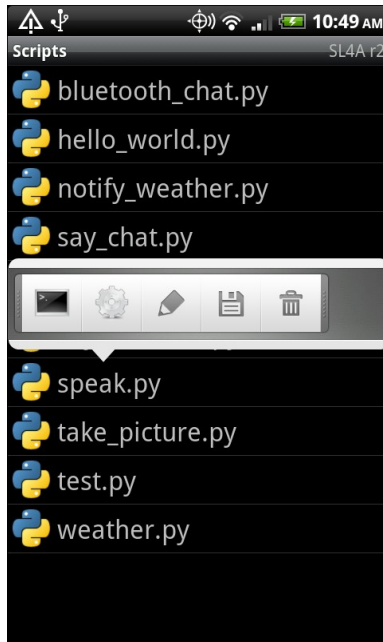 10:49 AM
Scripts SL4A r2
bluetooth_chat.py
hello_world.py
notify_weather.py
say_chat.py
speak.py
take_picture.py
test.py
weather.py